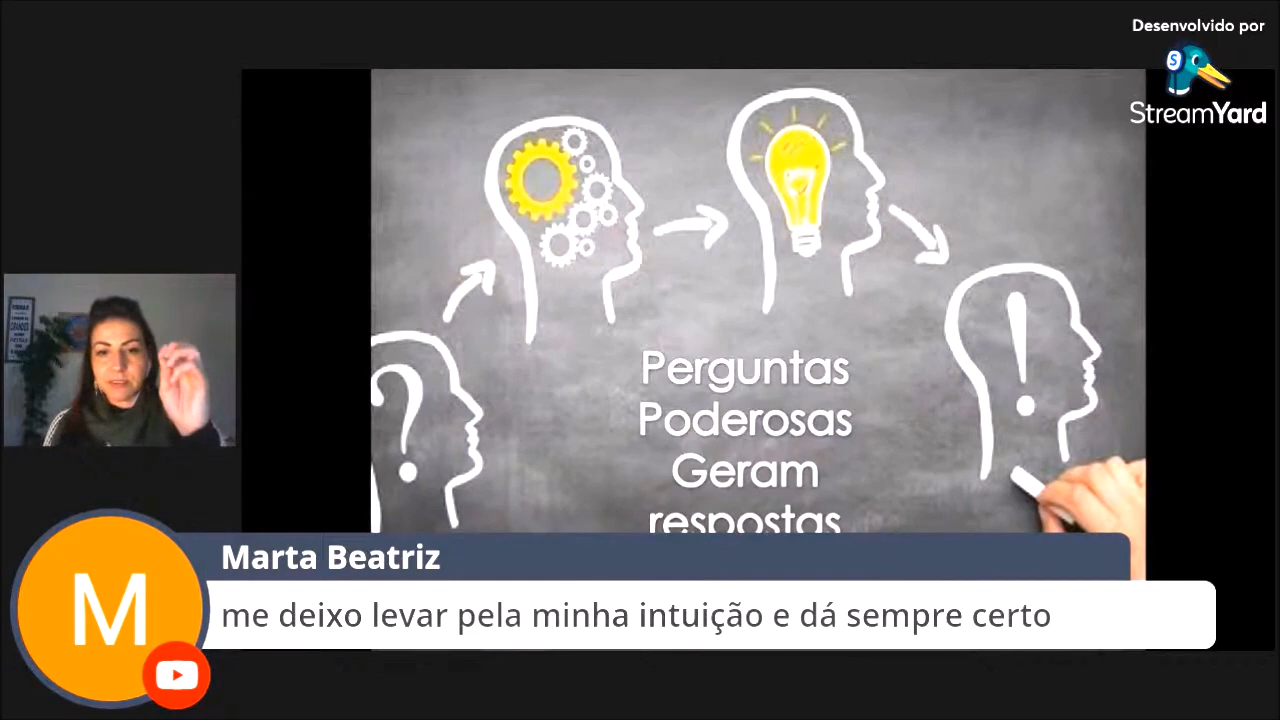 Desenvolvido por
StreamYard
Perguntas
Poderosas
Geram
respostas
Marta Beatriz
me deixo levar pela minha intuição e dá sempre certo
M